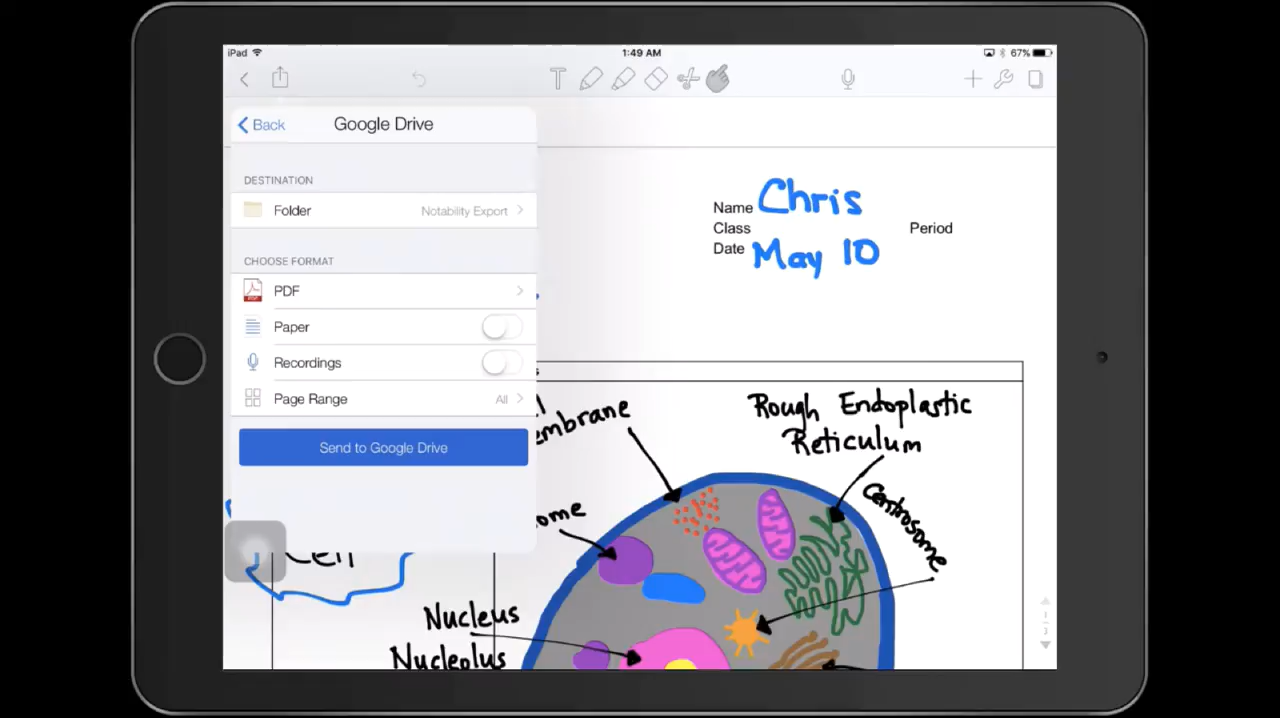 iPad
1:49 AM
67%
Back
Google Drive
DESTINATION
Folder
Notability Export
CHOOSE FORMAT
PDF
Paper
Recordings
Page Range
All
Send to Google Drive
Name Chris
Class
Period
Date May 10
Rough Endoplastic
Reticulum
Centrosome
Cell
Nucleus
Nucleolus